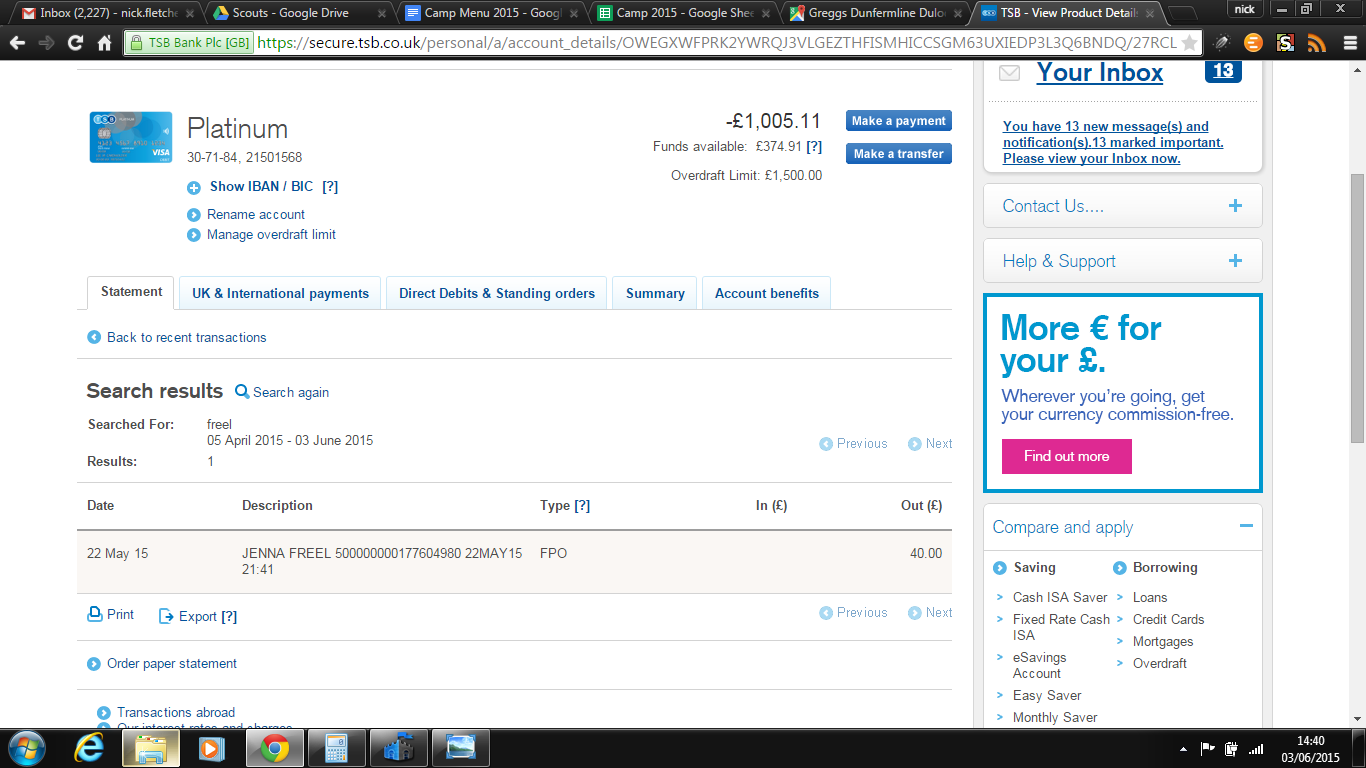 Inbox (2,227) - nick.fletche
Scouts - Google Drive
Camp Menu 2015 - Googl
Camp 2015 - Google Shee
Greggs Dunfermline Dulo
TSB - View Product Details
nick
TSB Bank Plc [GB]
https://secure.tsb.co.uk/personal/a/account_details/OWEGXWFPRK2YWRQJ3VLGEZTHFISMHICCSGM63UXIEDP3L3Q6BNDQ/27RCL
Platinum
30-71-84, 21501568
Show IBAN / BIC [?]
Rename account
Manage overdraft limit
-£1,005.11
Funds available: £374.91 [?]
Overdraft Limit: £1,500.00
Make a payment
Make a transfer
Statement
UK & International payments
Direct Debits & Standing orders
Summary
Account benefits
Back to recent transactions
Search results
Search again
Searched For: freel
05 April 2015 - 03 June 2015
Results: 1
Previous Next
Date Description Type [?] In (£) Out (£)
22 May 15 JENNA FREEL 500000000177604980 22MAY15 FPO 40.00
21:41
Print Export [?]
Previous Next
Order paper statement
Transactions abroad
Our interest rates and charges
Your Inbox 13
You have 13 new message(s) and
notification(s).13 marked important.
Please view your Inbox now.
Contact Us....
Help & Support
More € for
your £.
Wherever you're going, get
your currency commission-free.
Find out more
Compare and apply
Saving
Cash ISA Saver
Fixed Rate Cash
ISA
eSavings
Account
Easy Saver
Monthly Saver
Borrowing
Loans
Credit Cards
Mortgages
Overdraft
14:40
03/06/2015